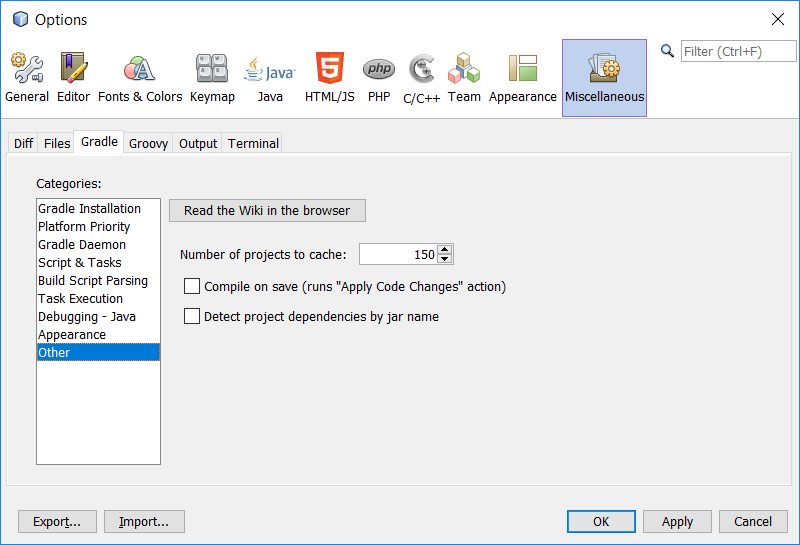 Options
General Editor Fonts & Colors Keymap Java HTML/JS PHP C/C++ Team Appearance Miscellaneous
Filter (Ctrl+F)
Java
php
Diff Files Gradle Groovy Output Terminal
Categories:
Gradle Installation
Platform Priority
Gradle Daemon
Script & Tasks
Build Script Parsing
Task Execution
Debugging - Java
Appearance
Other
Read the Wiki in the browser
Number of projects to cache: 150
Compile on save (runs "Apply Code Changes" action)
Detect project dependencies by jar name
Export... Import... OK Apply Cancel